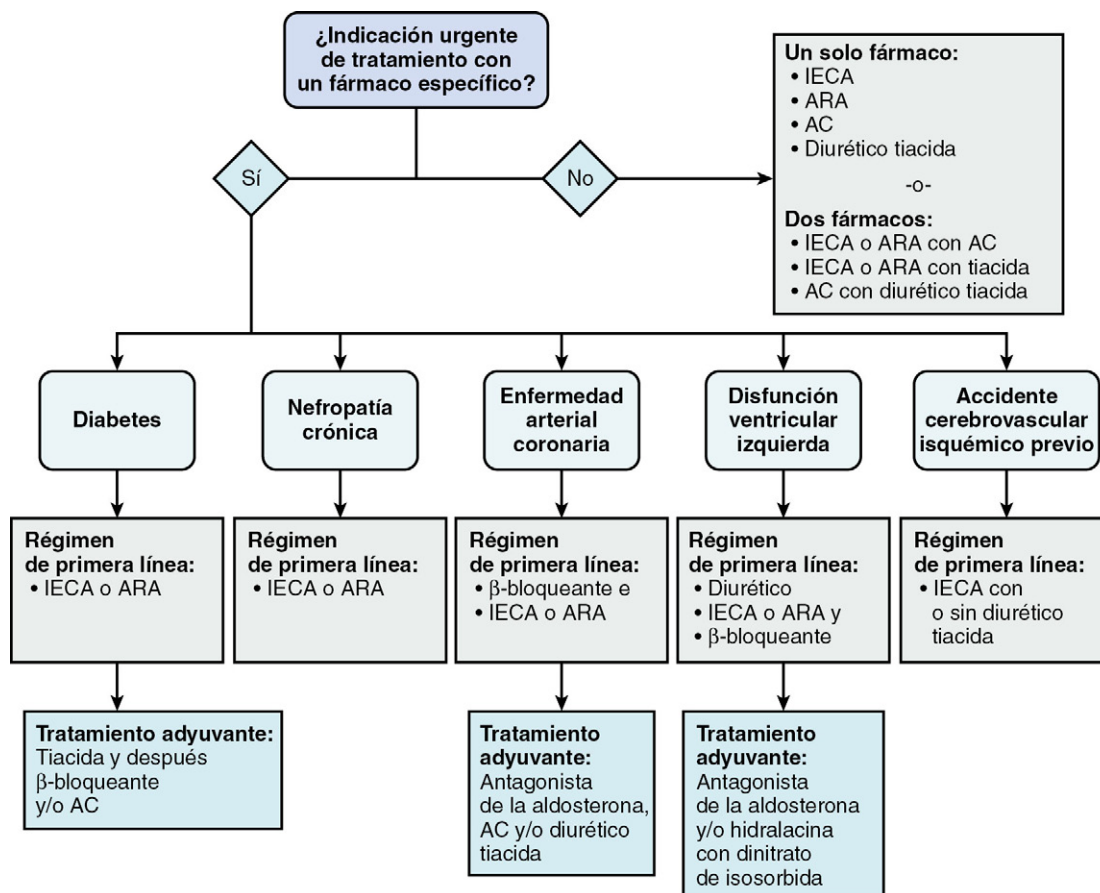 ¿Indicación urgente
de tratamiento con
un fármaco específico?
Sí
No
Un solo fármaco:
• IECA
• ARA
• AC
• Diurético tiacida
-o-
Dos fármacos:
• IECA o ARA con AC
• IECA o ARA con tiacida
• AC con diurético tiacida
Diabetes
Nefropatía
crónica
Enfermedad
arterial
coronaria
Disfunción
ventricular
izquierda
Accidente
cerebrovascular
isquémico previo
Régimen
de primera línea:
• IECA o ARA
Régimen
de primera línea:
• IECA o ARA
Régimen
de primera línea:
• β-bloqueante e
• IECA o ARA
Régimen
de primera línea:
• Diurético
• IECA o ARA y
• β-bloqueante
Régimen
de primera línea:
• IECA con
o sin diurético
tiacida
Tratamiento adyuvante:
Tiacida y después
β-bloqueante
y/o AC
Tratamiento
adyuvante:
Antagonista
de la aldosterona,
AC y/o diurético
tiacida
Tratamiento
adyuvante:
Antagonista
de la aldosterona
y/o hidralacina
con dinitrato
de isosorbida